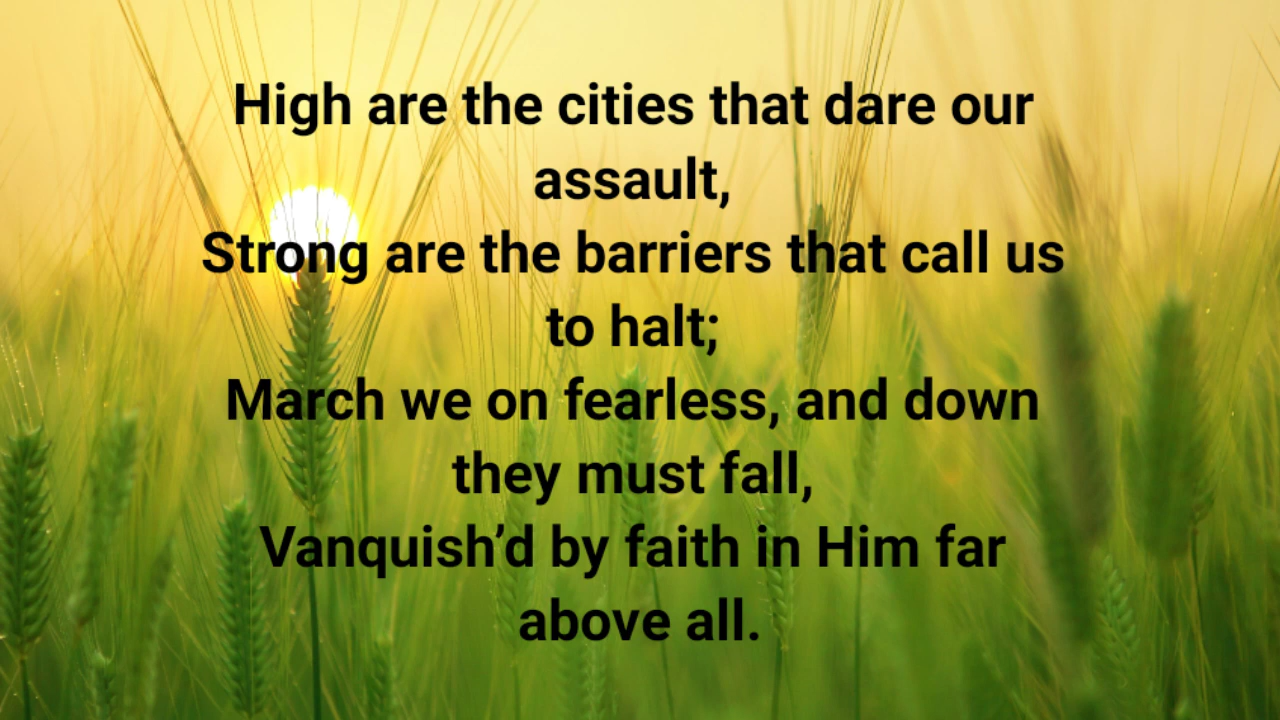 High are the cities that dare our
assault,
Strong are the barriers that call us
to halt;
March we on fearless, and down
they must fall,
Vanquish’d by faith in Him far
above all.